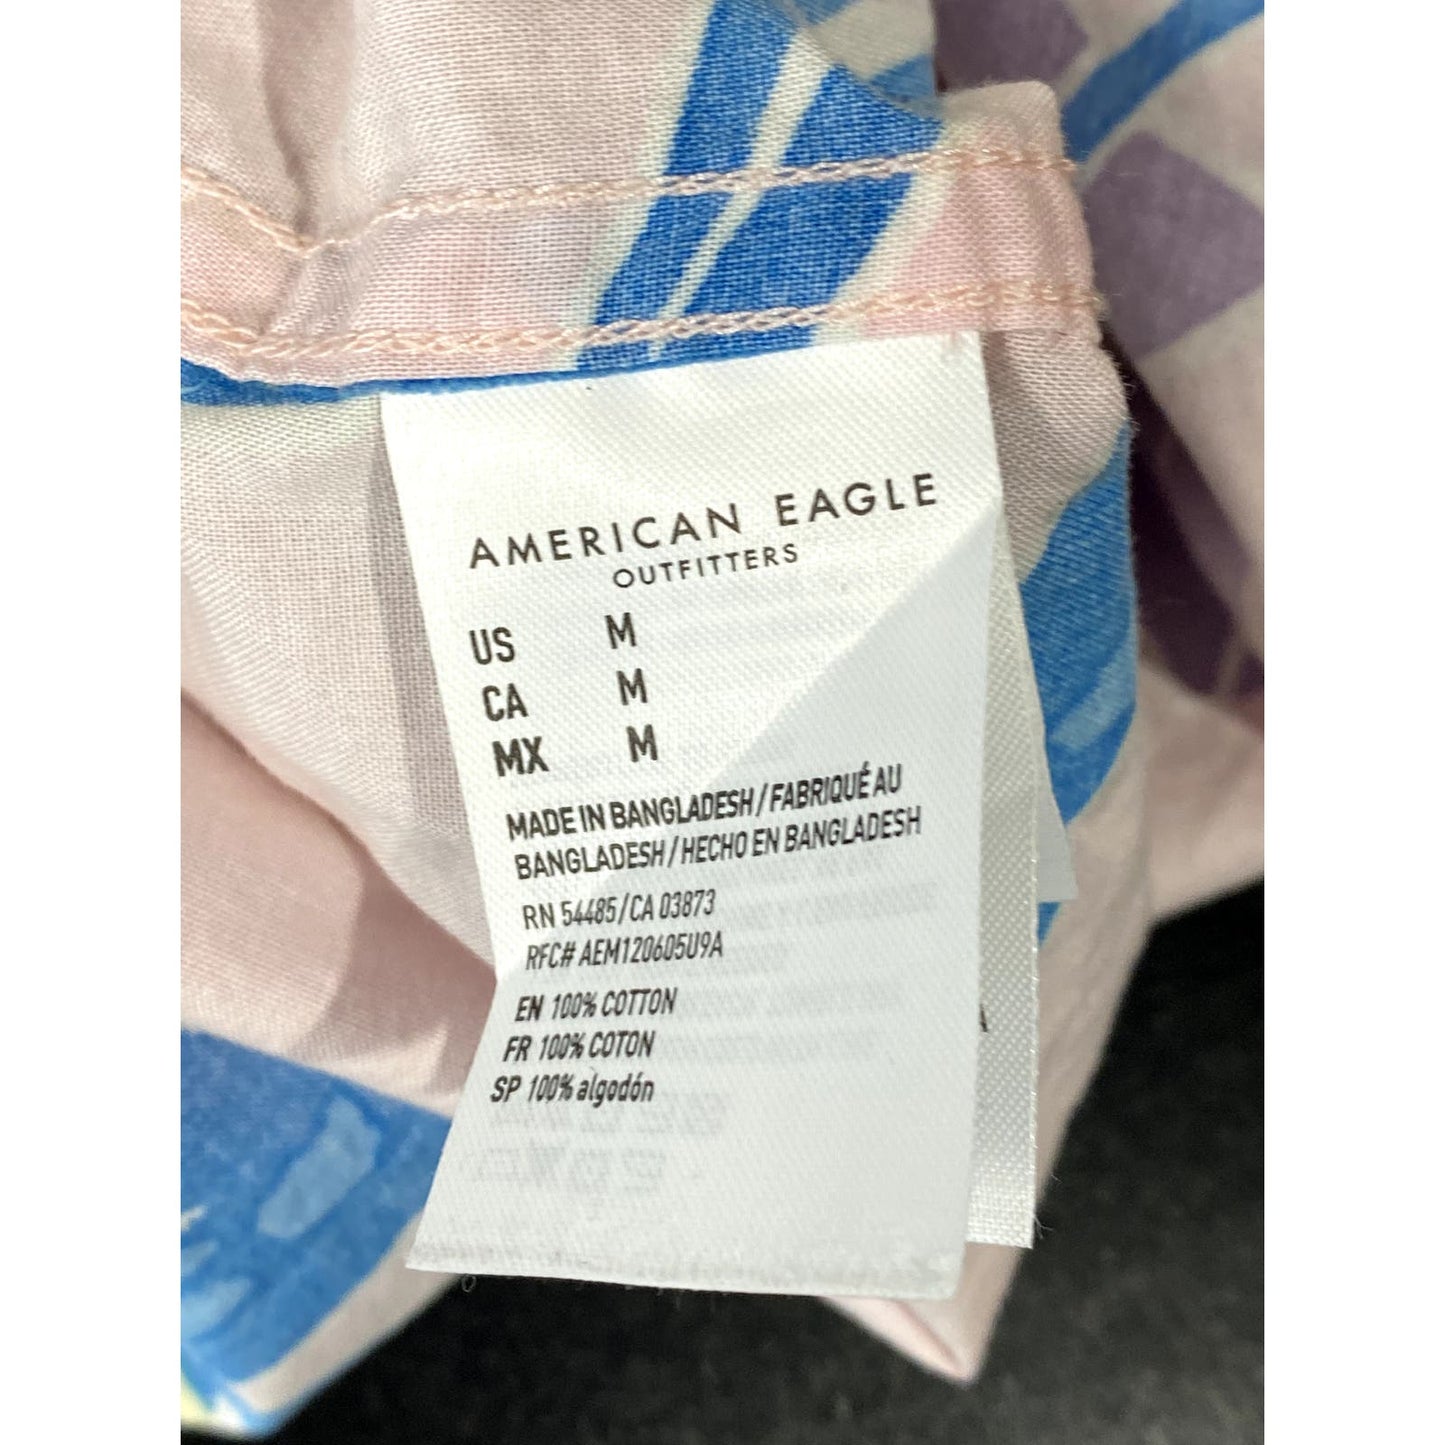 AMERICAN EAGLE
OUTFITTERS
US M
CA M
MX M
MADE IN BANGLADESH / FABRIQUÉ AU
BANGLADESH / HECHO EN BANGLADESH
RN 54485/CA 03873
RFC# AEM120605U9A
EN 100% COTTON
FR 100% COTON
SP 100% algodón